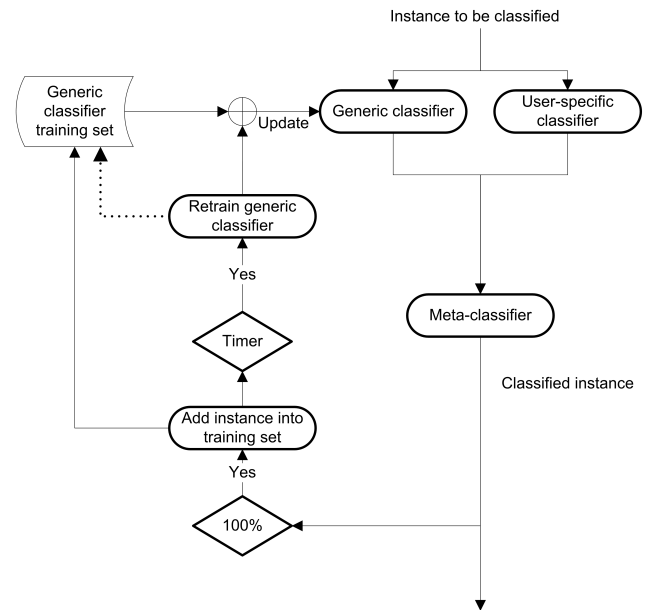 Instance to be classified
Generic
classifier
training set
Update
Generic classifier
User-specific
classifier
Retrain generic
classifier
Yes
Meta-classifier
Timer
Classified instance
Add instance into
training set
Yes
100%